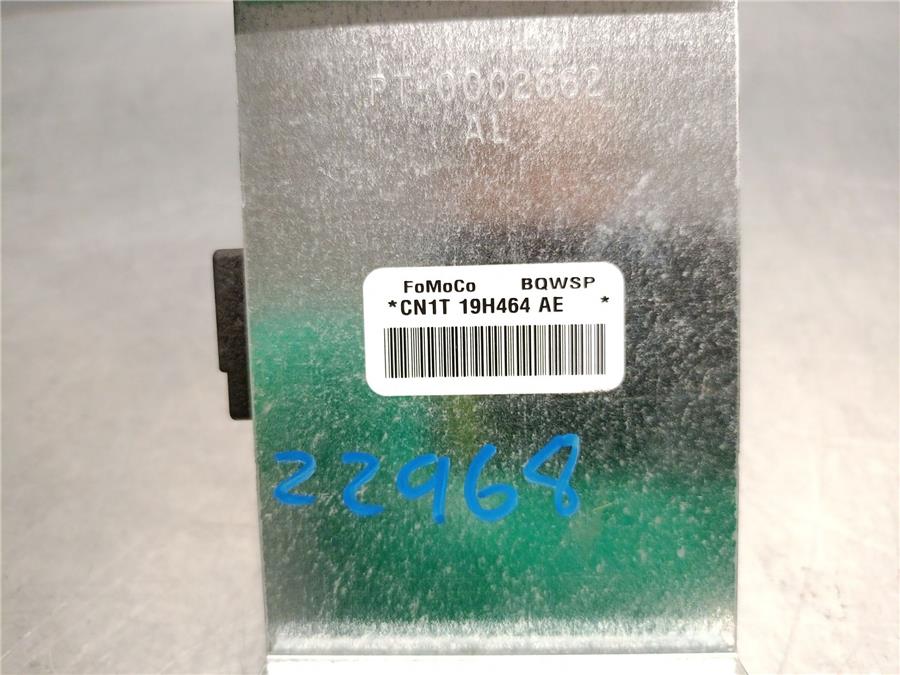 PT-0002662
AL
FoMoCo BQWSP
*CN1T 19H464 AE *
22968